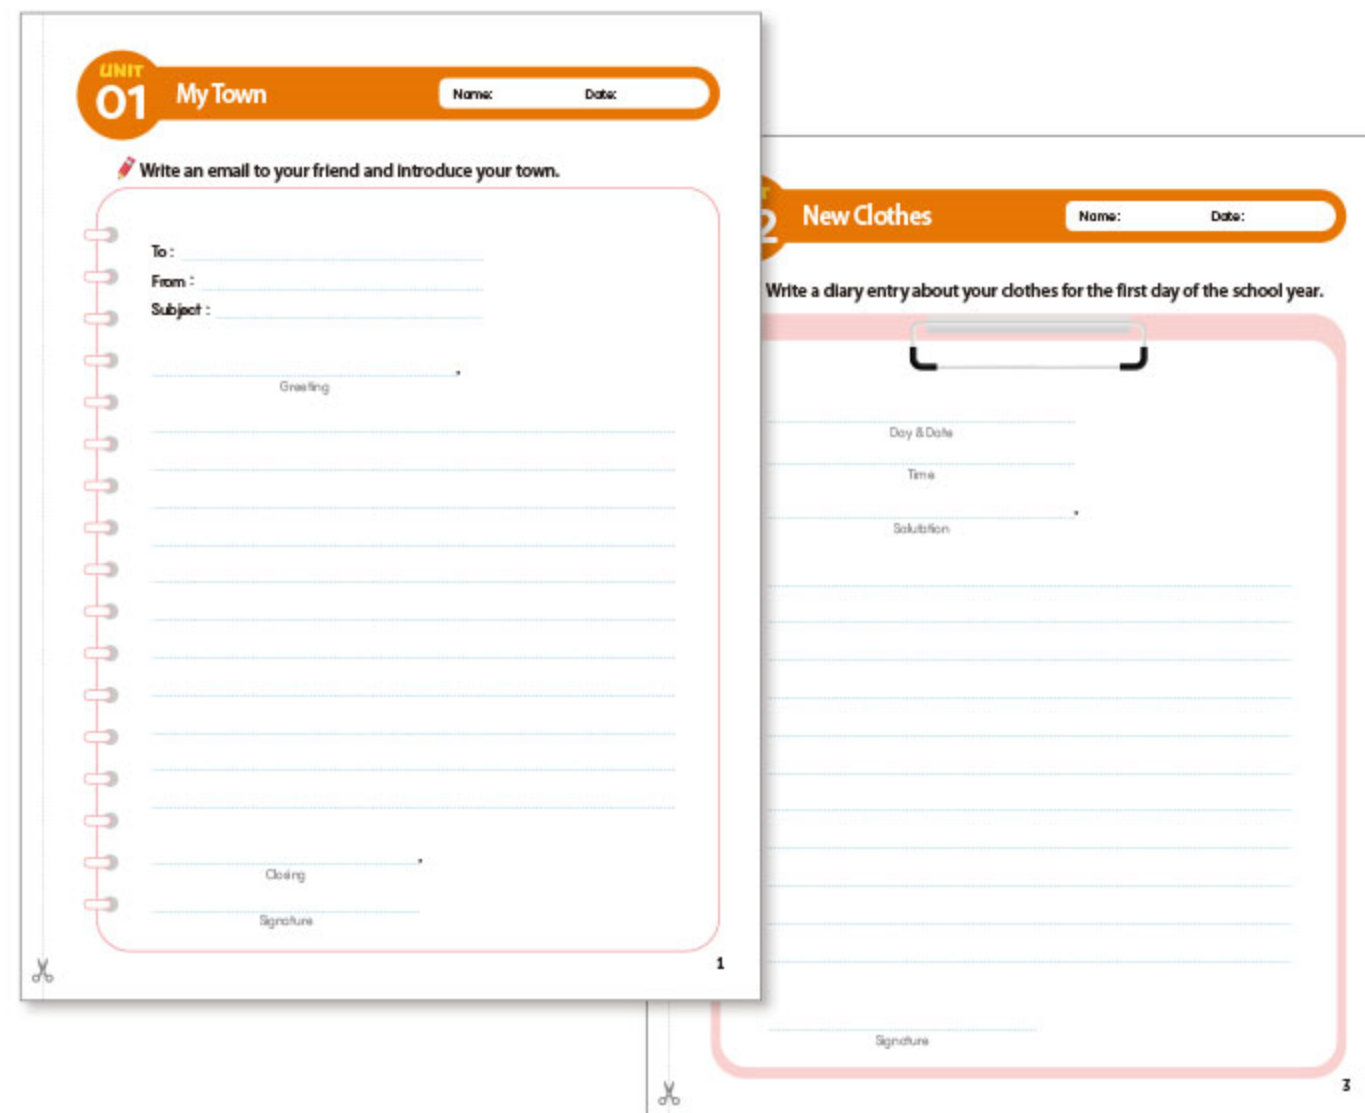 UNIT
01
My Town
Name:
Date:
Write an email to your friend and introduce your town.
To :
From :
Subject :
,
Greeting
,
Closing
Signature
1
T
2
New Clothes
Name:
Date:
Write a diary entry about your clothes for the first day of the school year.
Day & Date
Time
,
Salutation
Signature
3